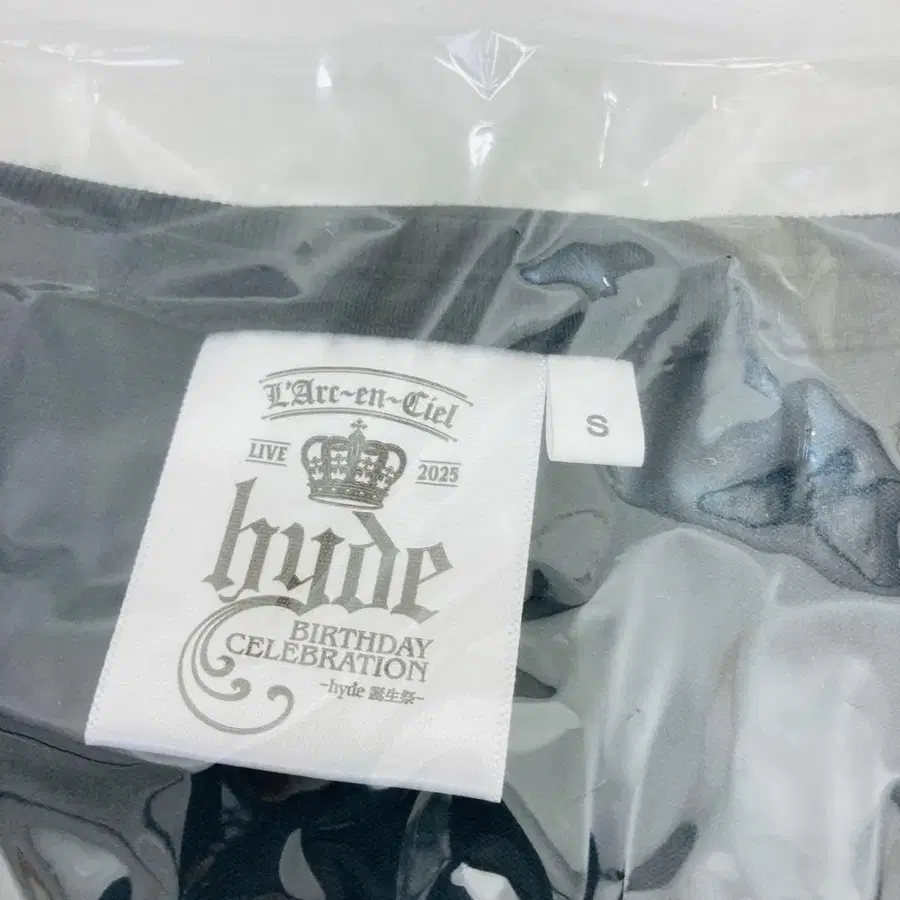 L'Arc~en~Ciel
LIVE 2025
hyde
BIRTHDAY
CELEBRATION
-hyde 誕生祭-
S